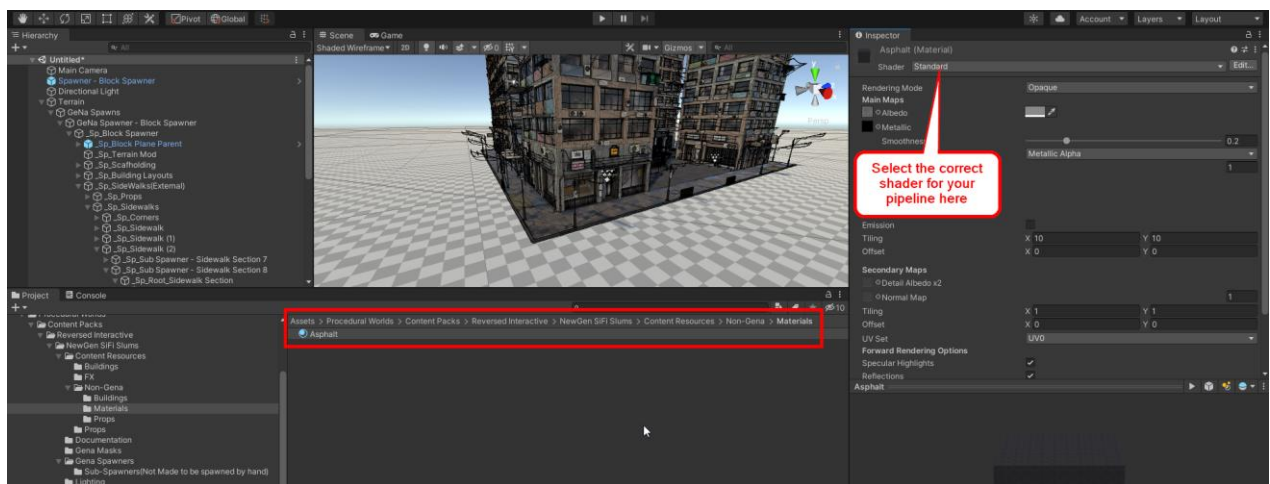 Pivot Global
Account Layers Layout
Hierarchy
All
Untitled*
Main Camera
Spawner - Block Spawner
Directional Light
Terrain
GeNa Spawns
GeNa Spawner - Block Spawner
_Sp_Block Spawner
_Sp_Block Plane Parent
_Sp_Terrain Mod
_Sp_Scafholding
_Sp_Building Layouts
_Sp_SideWalks(External)
_Sp_Props
_Sp_Sidewalks
_Sp_Corners
_Sp_Sidewalk
_Sp_Sidewalk (1)
_Sp_Sidewalk (2)
_Sp_Sub Spawner - Sidewalk Section 7
_Sp_Sub Spawner - Sidewalk Section 8
_Sp_Root_Sidewalk Section
Scene Game
Shaded Wireframe 2D 0 Gizmos All
y
Persp
Inspector
Asphalt (Material)
Shader Standard Edit...
Rendering Mode Opaque
Main Maps
Albedo
Metallic
Smoothness 0.2
Metallic Alpha
1
Select the correct
shader for your
pipeline here
Emission
Tiling X 10 Y 10
Offset X 0 Y 0
Secondary Maps
Detail Albedo x2
Normal Map 1
Tiling X 1 Y 1
Offset X 0 Y 0
UV Set UV0
Forward Rendering Options
Specular Highlights
Reflections
Asphalt
Project Console
10
Content Packs
Reversed Interactive
NewGen SiFi Slums
Content Resources
Buildings
FX
Non-Gena
Buildings
Materials
Props
Props
Documentation
Gena Masks
Gena Spawners
Sub-Spawners(Not Made to be spawned by hand)
Lighting
Assets > Procedural Worlds > Content Packs > Reversed Interactive > NewGen SiFi Slums > Content Resources > Non-Gena > Materials
Asphalt